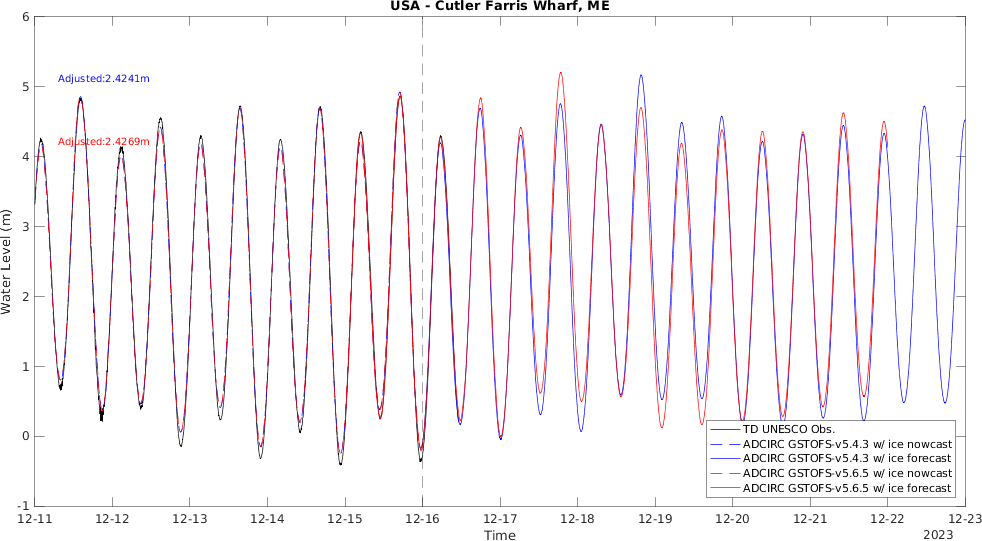 USA - Cutler Farris Wharf, ME
6
5
4
3
2
1
0
-1
Water Level (m)
Adjusted:2.4241m
Adjusted:2.4269m
TD UNESCO Obs.
ADCIRC GSTOFS-v5.4.3 w/ ice nowcast
ADCIRC GSTOFS-v5.4.3 w/ ice forecast
ADCIRC GSTOFS-v5.6.5 w/ ice nowcast
ADCIRC GSTOFS-v5.6.5 w/ ice forecast
12-11 12-12 12-13 12-14 12-15 12-16 12-17 12-18 12-19 12-20 12-21 12-22 12-23
Time
2023